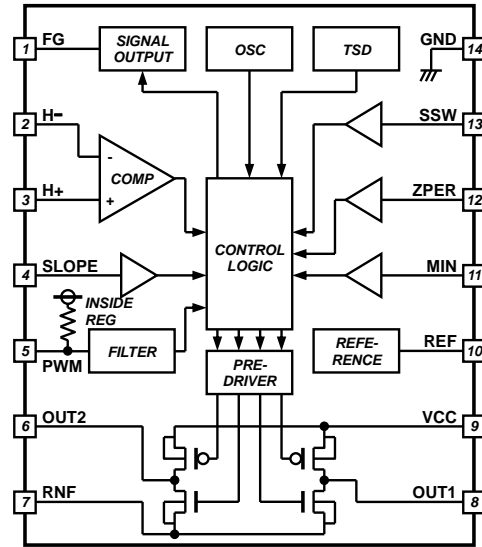 FG
SIGNAL
OUTPUT
OSC
TSD
GND
1
14
H−
SSW
2
13
-
COMP
+
H+
ZPER
3
12
CONTROL
LOGIC
SLOPE
MIN
4
11
INSIDE
REG
5
PWM
FILTER
PRE-
DRIVER
REFE-
RENCE
REF
10
OUT2
VCC
6
9
RNF
OUT1
7
8